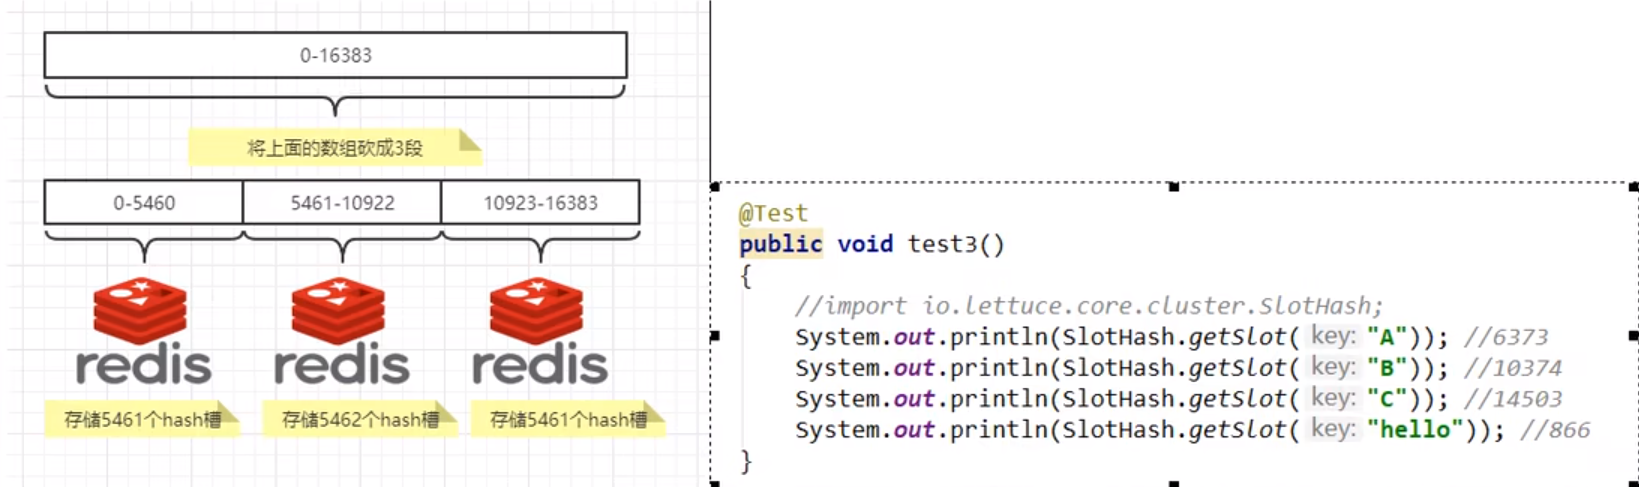 0-16383
将上面的数组砍成3段
0-5460
5461-10922
10923-16383
redis
redis
redis
存储5461个hash槽
存储5462个hash槽
存储5461个hash槽
@Test
public void test3()
{
//import io.lettuce.core.cluster.SlotHash;
System.out.println(SlotHash.getSlot( key: "A")); //6373
System.out.println(SlotHash.getSlot( key: "B")); //10374
System.out.println(SlotHash.getSlot( key: "C")); //14503
System.out.println(SlotHash.getSlot( key: "hello")); //866
}